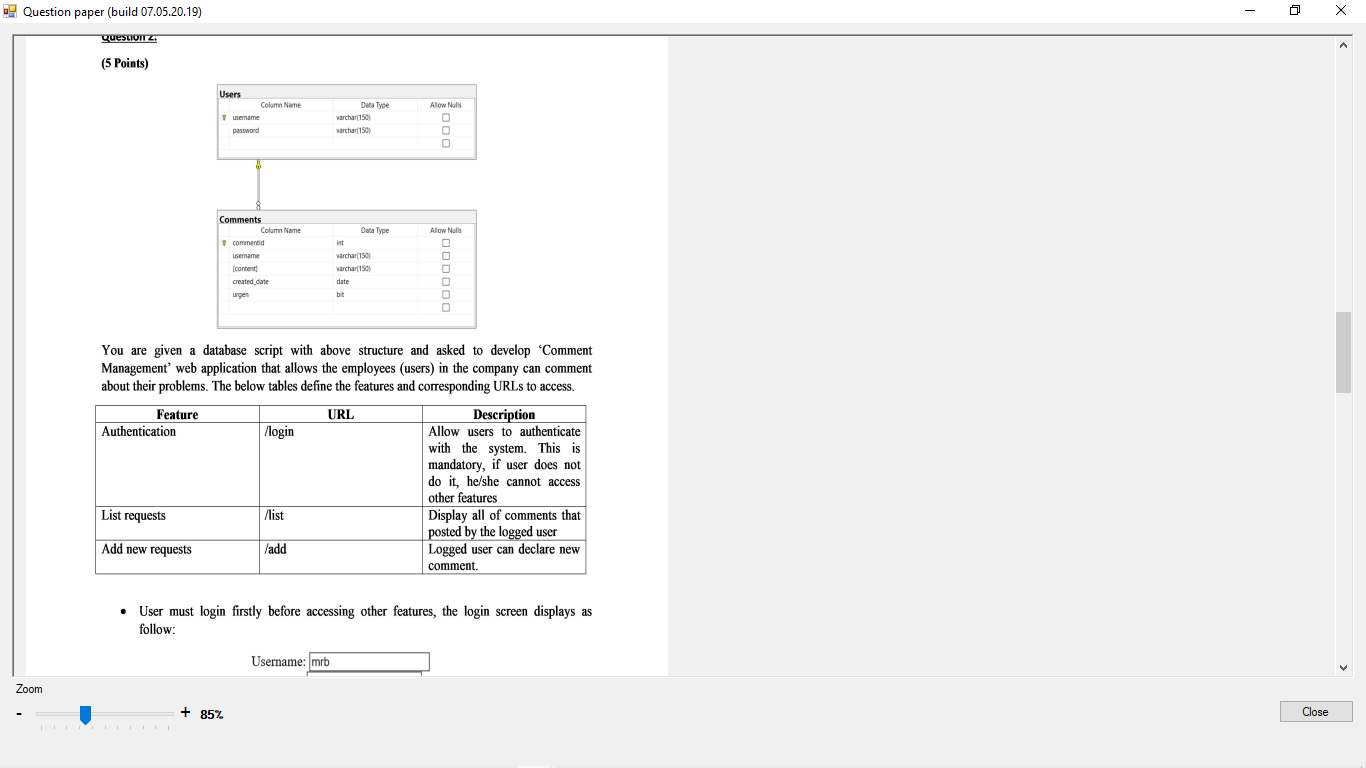 Question paper (build 07.05.20.19)
Question 2:
(5 Points)
Users
Column Name Data Type Allow Nulls
username varchar(150)
password varchar(150)
Comments
Column Name Data Type Allow Nulls
commentid int
username varchar(150)
[content] varchar(150)
created_date date
urgen bit
You are given a database script with above structure and asked to develop ‘Comment
Management’ web application that allows the employees (users) in the company can comment
about their problems. The below tables define the features and corresponding URLs to access.
Feature URL Description
Authentication /login Allow users to authenticate
with the system. This is
mandatory, if user does not
do it, he/she cannot access
other features
List requests /list Display all of comments that
posted by the logged user
Add new requests /add Logged user can declare new
comment.
• User must login firstly before accessing other features, the login screen displays as
follow:
Username: mrb
Zoom
- + 85%
Close